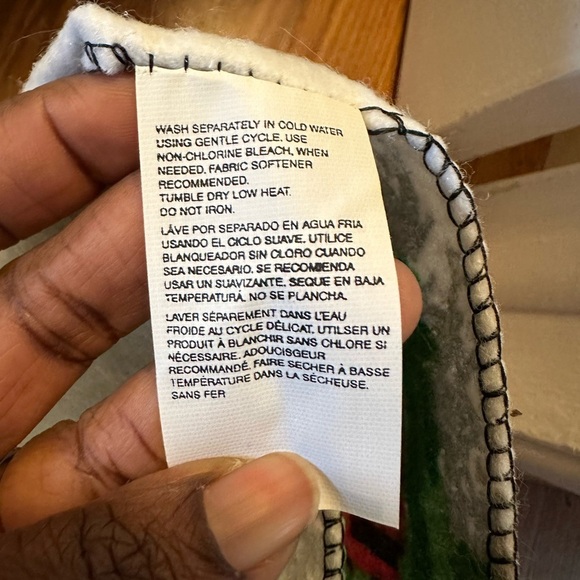 WASH SEPARATELY IN COLD WATER
USING GENTLE CYCLE. USE
NON-CHLORINE BLEACH, WHEN
NEEDED. FABRIC SOFTENER
RECOMMENDED.
TUMBLE DRY LOW HEAT.
DO NOT IRON.
LÁVE POR SEPARADO EN AGUA FRIA
USANDO EL CICLO SUAVE. UTILICE
BLANQUEADOR SIN CLORO CUANDO
SEA NECESARIO. SE RECOMIENDA
USAR UN SUAVIZANTE. SEQUE EN BAJA
TEMPERATURÁ. NO SE PLANCHA.
LAVER SÉPAREMENT DANS L'EAU
FROIDE AU CYCLE DÉLICAT. UTILSER UN
PRODUIT À BLANCHIR SANS CHLORE SI
NÉCESSAIRE. ADOUCISGEUR
RECOMMANDÉ. FAIRE SECHER À BASSE
TEMPÉRATURE DANS LA SÉCHEUSE.
SANS FER